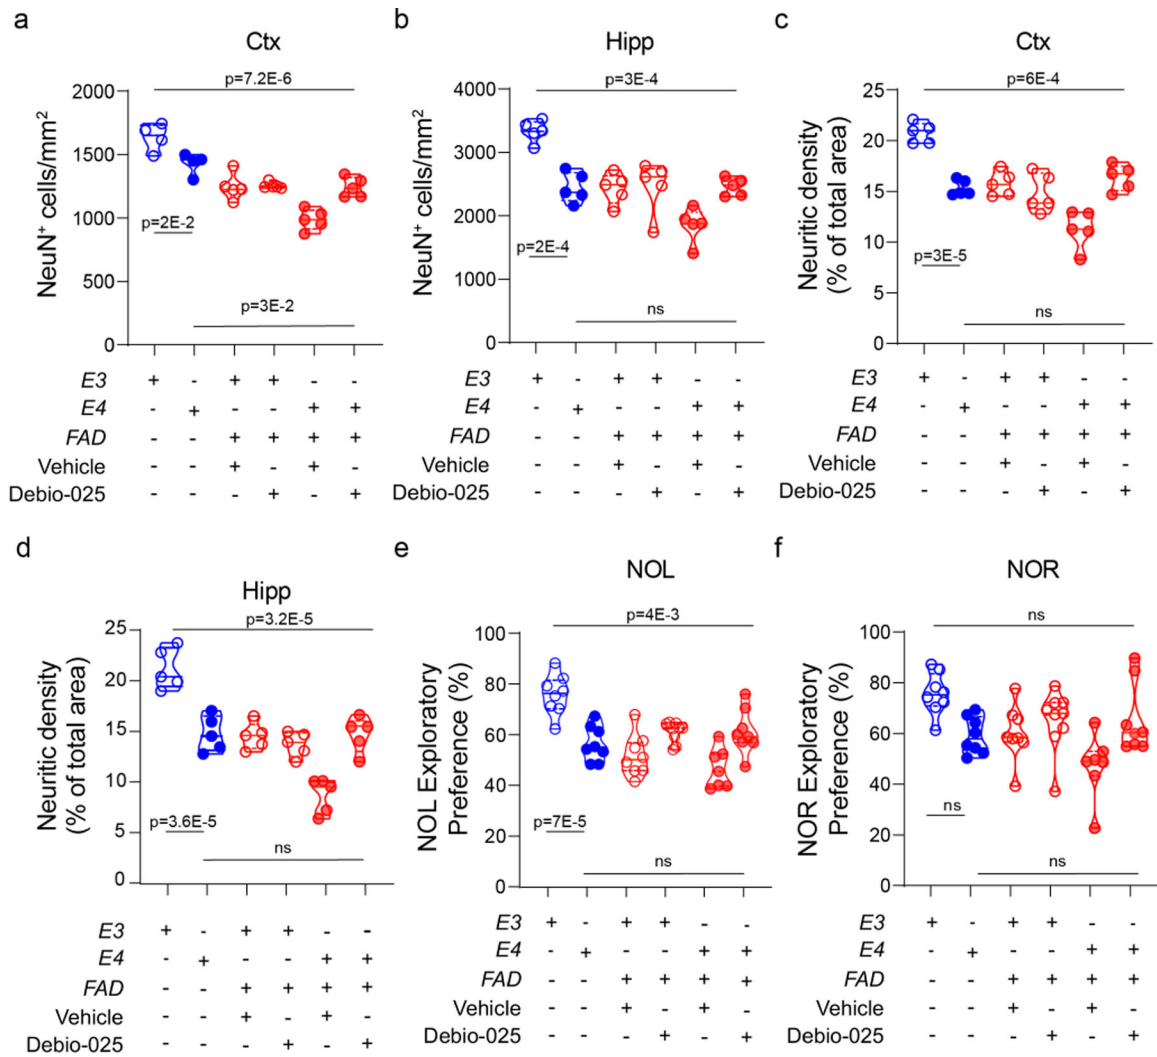 a
Ctx
p=7.2E-6
NeuN⁺ cells/mm²
2000
1500
1000
500
0
p=2E-2
p=3E-2
E3 + - + + - -
E4 - + - - + +
FAD - - + + + +
Vehicle - - + - + -
Debio-025 - - - + - +
b
Hipp
p=3E-4
NeuN⁺ cells/mm²
4000
3000
2000
1000
0
p=2E-4
ns
E3 + - + + - -
E4 - + - - + +
FAD - - + + + +
Vehicle - - + - + -
Debio-025 - - - + - +
c
Ctx
p=6E-4
Neuritic density
(% of total area)
25
20
15
10
5
0
p=3E-5
ns
E3 + - + + - -
E4 - + - - + +
FAD - - + + + +
Vehicle - - + - + -
Debio-025 - - - + - +
d
Hipp
p=3.2E-5
Neuritic density
(% of total area)
25
20
15
10
5
0
p=3.6E-5
ns
E3 + - + + - -
E4 - + - - + +
FAD - - + + + +
Vehicle - - + - + -
Debio-025 - - - + - +
e
NOL
p=4E-3
NOL Exploratory
Preference (%)
100
80
60
40
20
0
p=7E-5
ns
E3 + - + + - -
E4 - + - - + +
FAD - - + + + +
Vehicle - - + - + -
Debio-025 - - - + - +
f
NOR
ns
NOR Exploratory
Preference (%)
100
80
60
40
20
0
ns
ns
E3 + - + + - -
E4 - + - - + +
FAD - - + + + +
Vehicle - - + - + -
Debio-025 - - - + - +